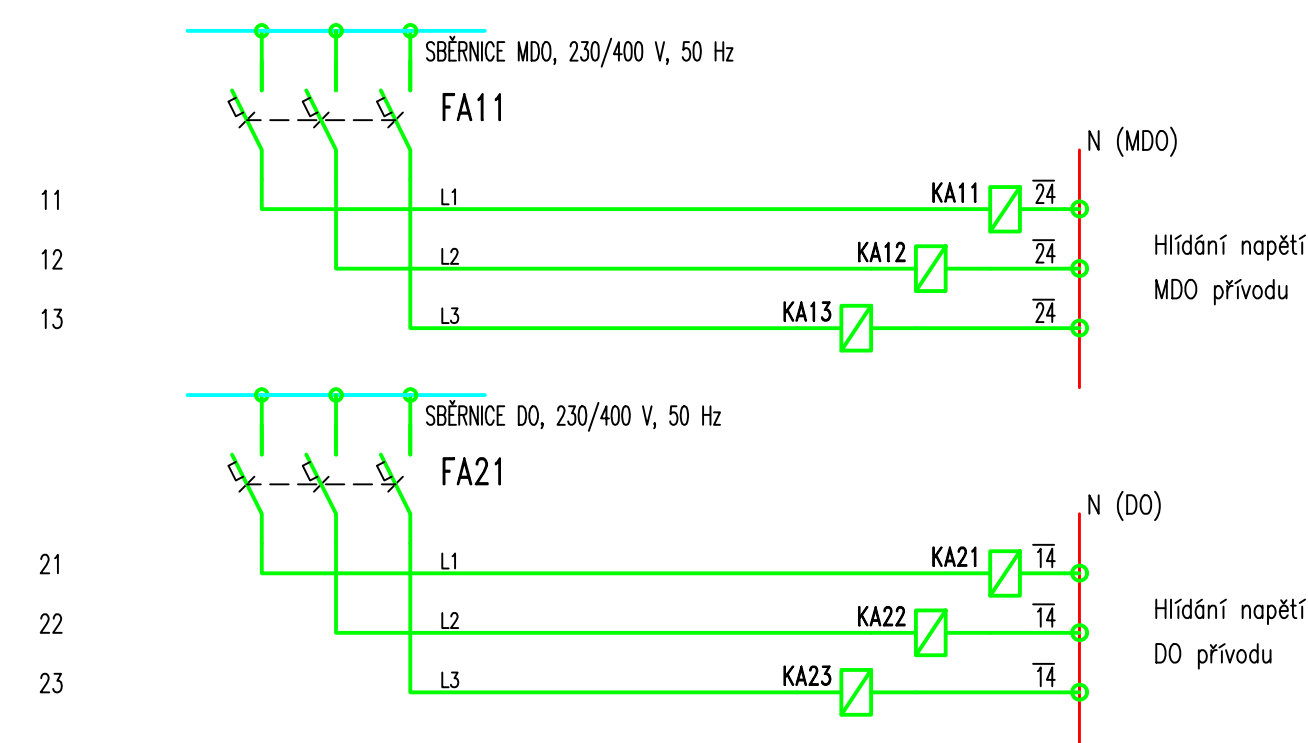 SBĚRNICE MDO, 230/400 V, 50 Hz
FA11
N (MDO)
11
L1
KA11
24
12
L2
KA12
24
Hlídání napětí
MDO přívodu
13
L3
KA13
24
SBĚRNICE DO, 230/400 V, 50 Hz
FA21
N (DO)
21
L1
KA21
14
22
L2
KA22
14
Hlídání napětí
DO přívodu
23
L3
KA23
14